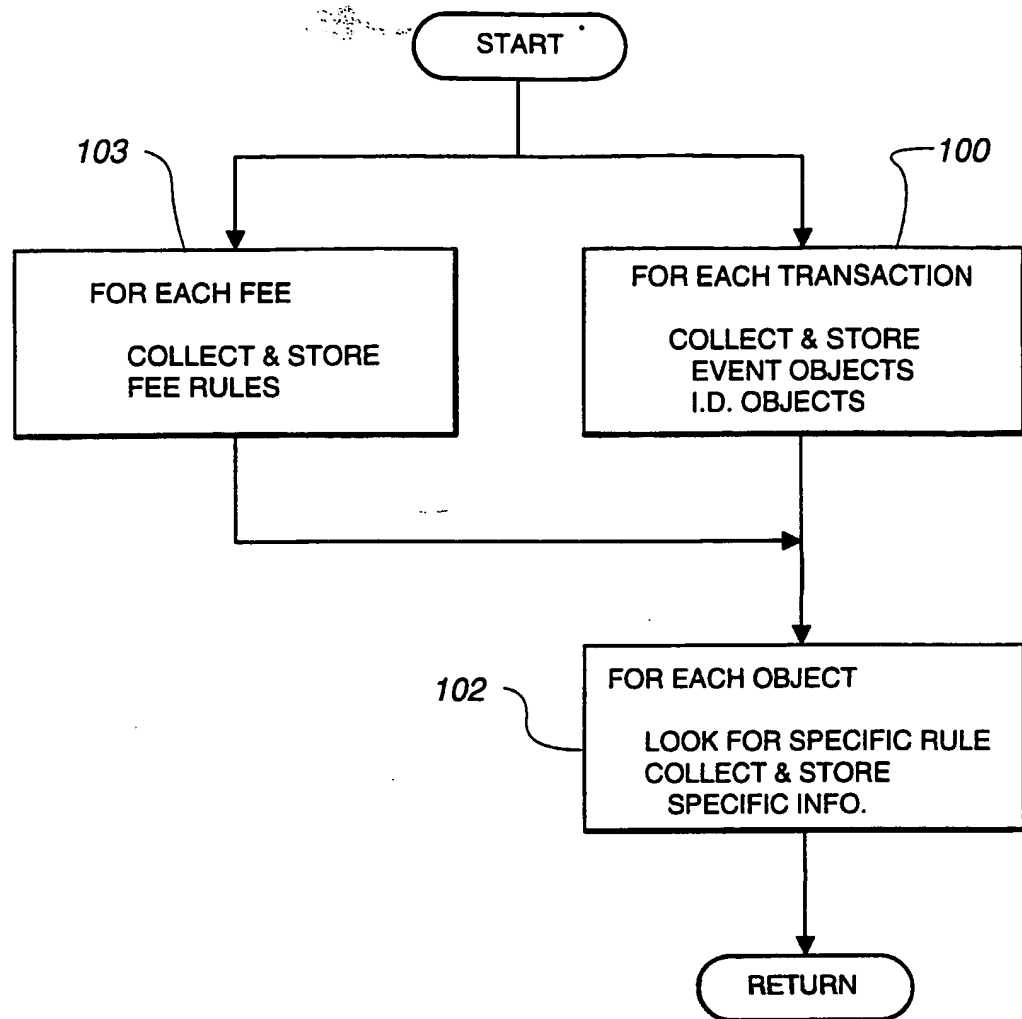 START
103
100
FOR EACH FEE
COLLECT & STORE
FEE RULES
FOR EACH TRANSACTION
COLLECT & STORE
EVENT OBJECTS
I.D. OBJECTS
102
FOR EACH OBJECT
LOOK FOR SPECIFIC RULE
COLLECT & STORE
SPECIFIC INFO.
RETURN